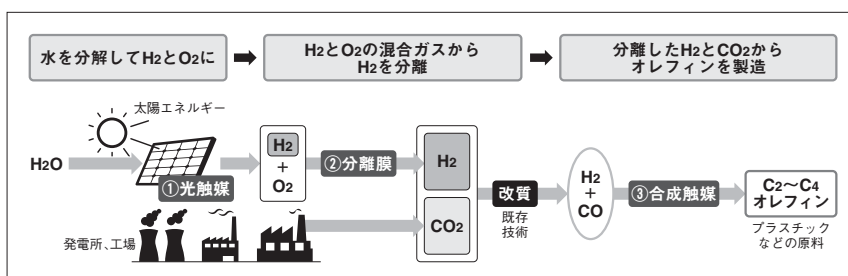 水を分解してH2とO2に
H2とO2の混合ガスから
H2を分離
分離したH2とCO2から
オレフィンを製造
太陽エネルギー
H2O
①光触媒
H2
+
O2
②分離膜
H2
CO2
発電所、工場
改質
既存
技術
H2
+
CO
③合成触媒
C2～C4
オレフィン
プラスチック
などの原料